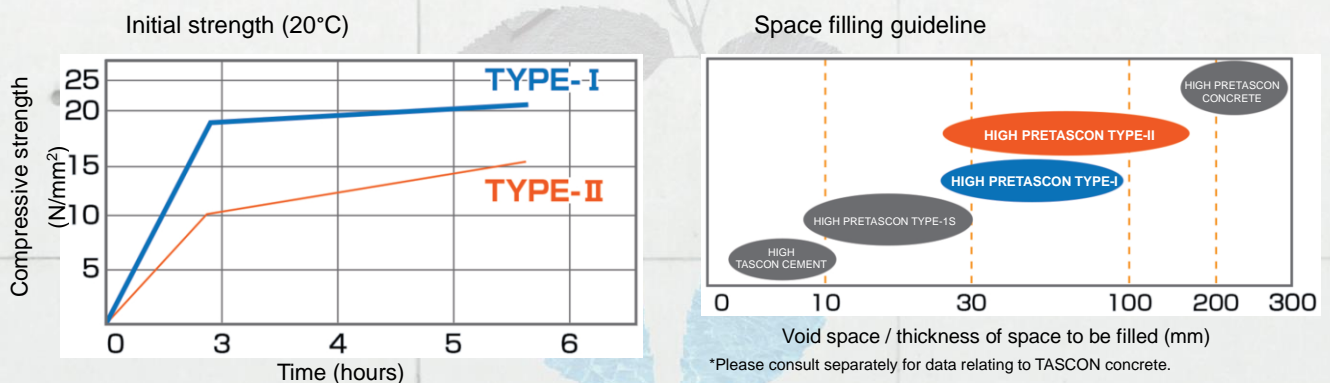 Initial strength (20°C)
Compressive strength
(N/mm²)
25
20
15
10
5
TYPE-I
TYPE-II
0 3 4 5 6
Time (hours)
Space filling guideline
HIGH PRETASCON
CONCRETE
HIGH PRETASCON TYPE-II
HIGH PRETASCON TYPE-I
HIGH PRETASCON TYPE-1S
HIGH
TASCON CEMENT
0 10 30 100 200 300
Void space / thickness of space to be filled (mm)
*Please consult separately for data relating to TASCON concrete.